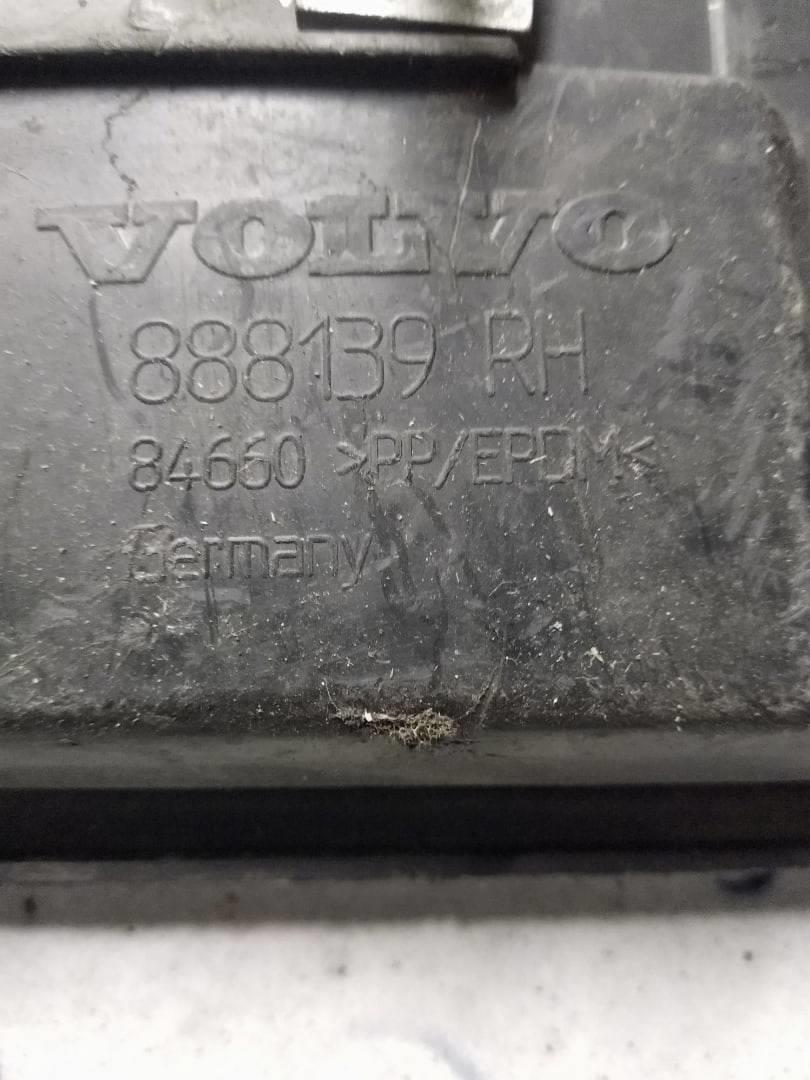 VOLVO
888139 RH
84660 >PP/EPDM<
Germany